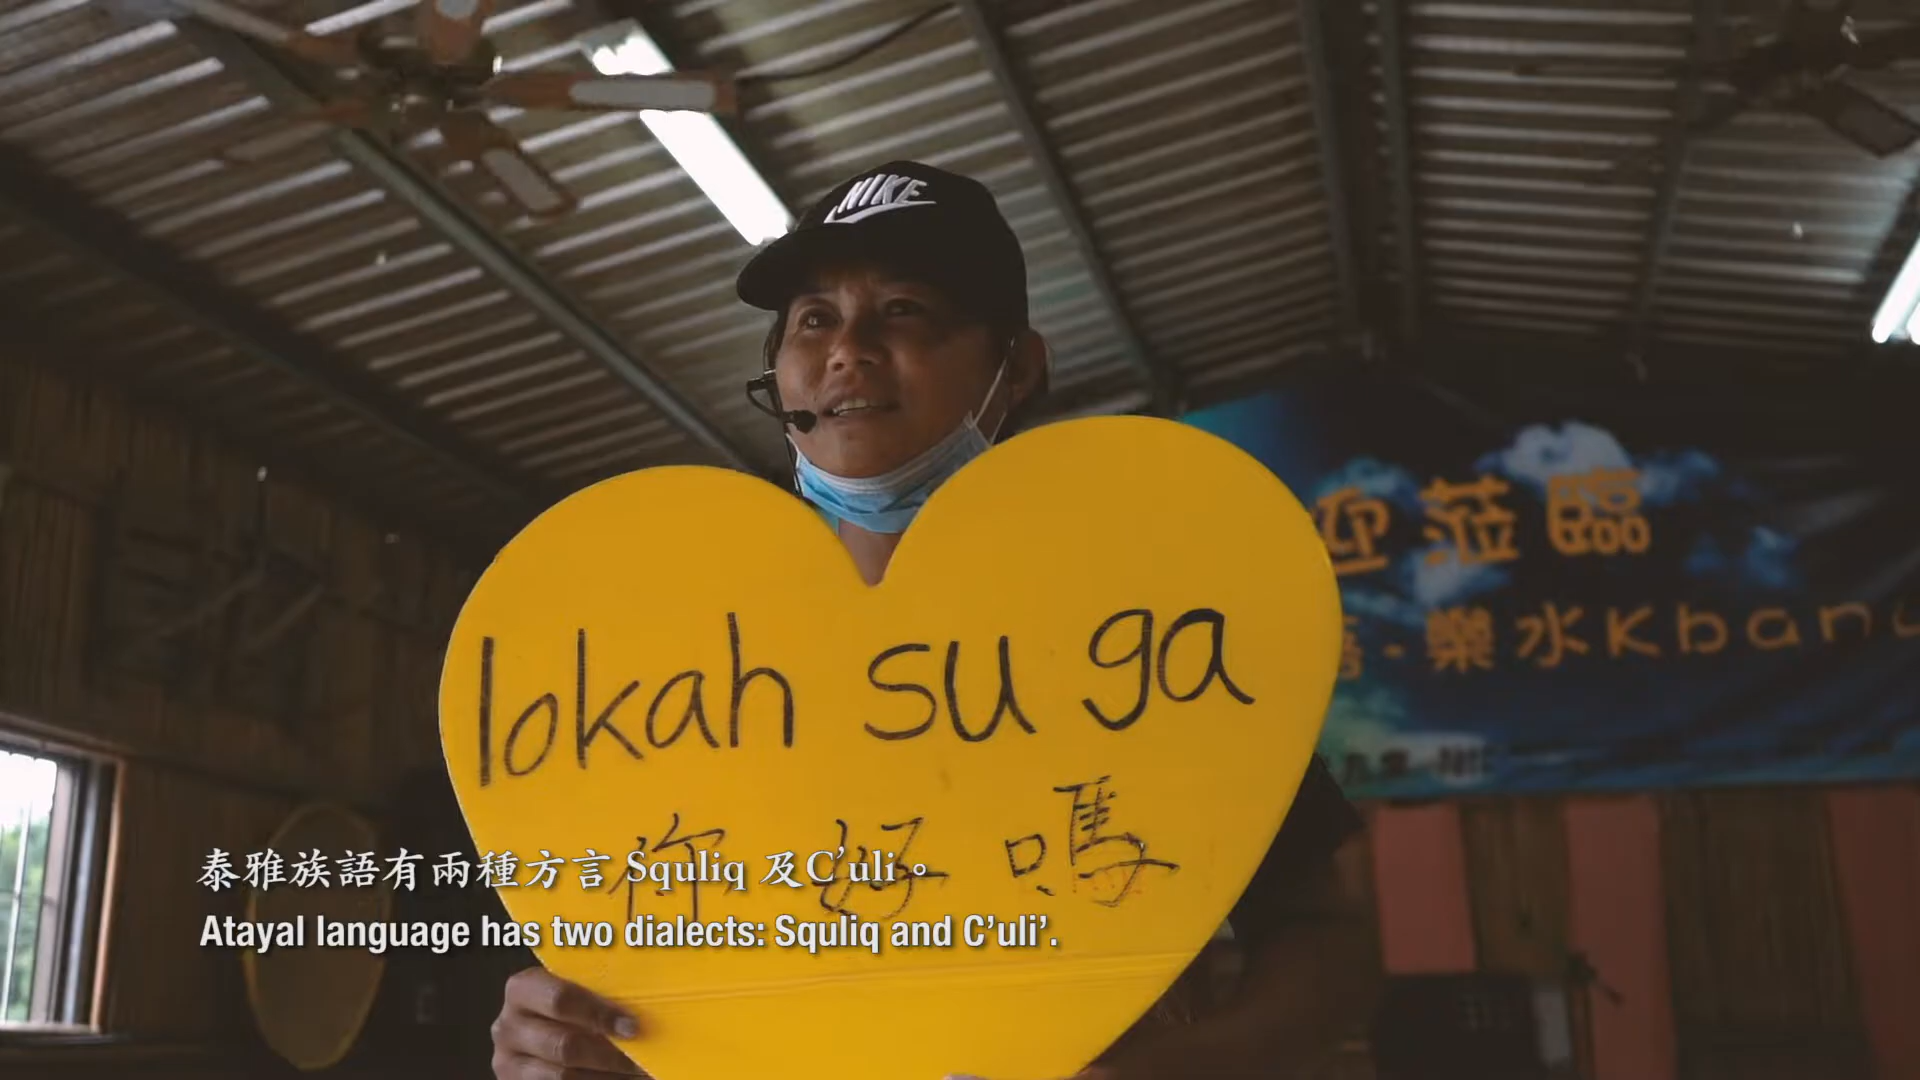 NIKE
迎蒞臨
樂水Kbanu
lokah su ga
你好嗎
泰雅族語有兩種方言 Squliq 及C'uli。
Atayal language has two dialects: Squliq and C'uli'.